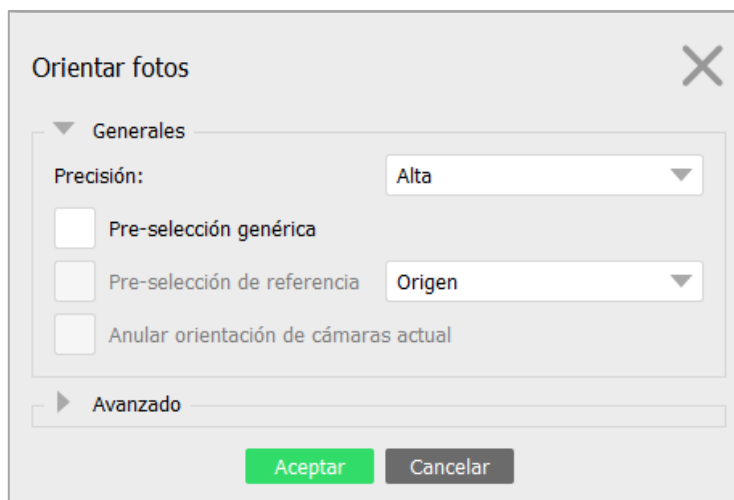 Orientar fotos
Generales
Precisión: Alta
Pre-selección genérica
Pre-selección de referencia Origen
Anular orientación de cámaras actual
Avanzado
Aceptar Cancelar